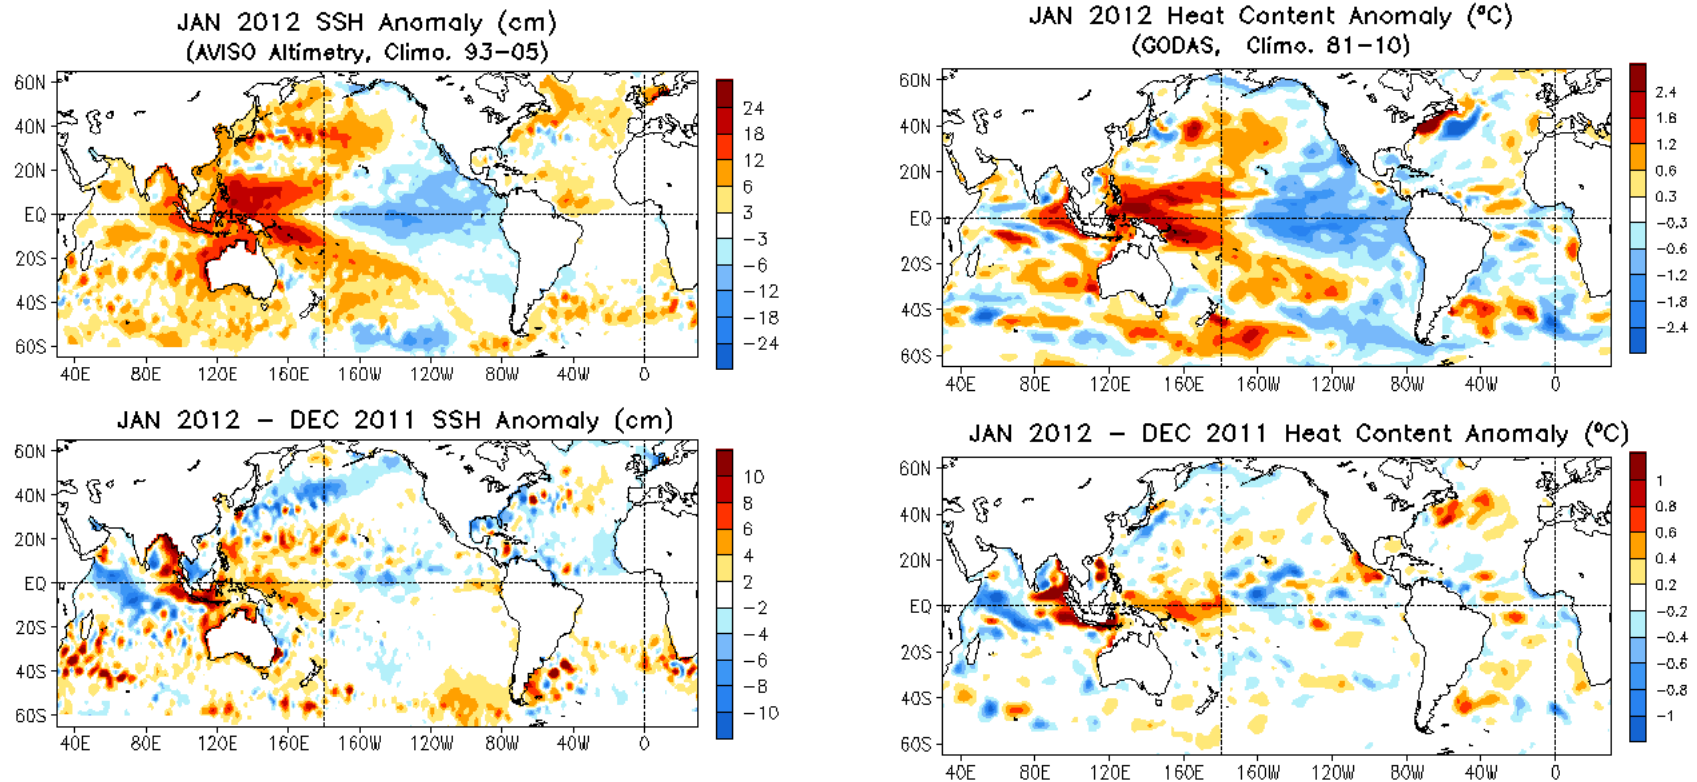 JAN 2012 SSH Anomaly (cm)
(AVISO Altimetry, Climo. 93-05)
60N
40N
20N
EQ
20S
40S
60S
40E 80E 120E 160E 160W 120W 80W 40W 0
24
18
12
6
3
-3
-6
-12
-18
-24
JAN 2012 Heat Content Anomaly (ºC)
(GODAS, Climo. 81-10)
60N
40N
20N
EQ
20S
40S
60S
40E 80E 120E 160E 160W 120W 80W 40W 0
2.4
1.8
1.2
0.6
0.3
-0.3
-0.6
-1.2
-1.8
-2.4
JAN 2012 - DEC 2011 SSH Anomaly (cm)
60N
40N
20N
EQ
20S
40S
60S
40E 80E 120E 160E 160W 120W 80W 40W 0
10
8
6
4
2
-2
-4
-6
-8
-10
JAN 2012 - DEC 2011 Heat Content Anomaly (ºC)
60N
40N
20N
EQ
20S
40S
60S
40E 80E 120E 160E 160W 120W 80W 40W 0
1
0.8
0.6
0.4
0.2
-0.2
-0.4
-0.6
-0.8
-1